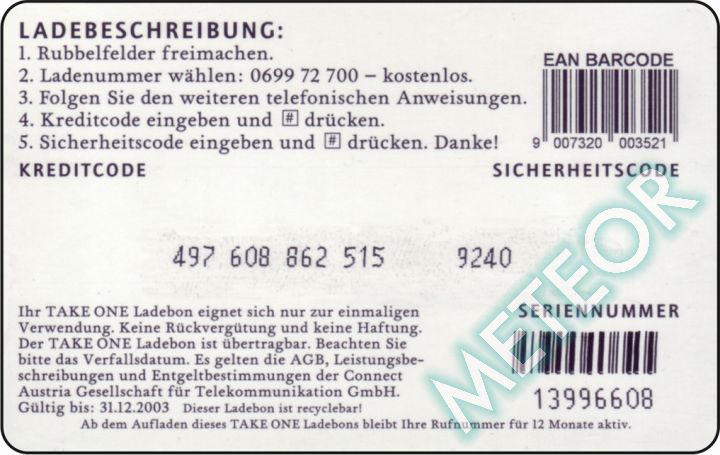 LADEBESCHREIBUNG:
1. Rubbelfelder freimachen.
2. Ladenummer wählen: 0699 72 700 – kostenlos.
3. Folgen Sie den weiteren telefonischen Anweisungen.
4. Kreditcode eingeben und # drücken.
5. Sicherheitscode eingeben und # drücken. Danke!
EAN BARCODE
9 007320 003521
KREDITCODE SICHERHEITSCODE
497 608 862 515 9240
Ihr TAKE ONE Ladebon eignet sich nur zur einmaligen
Verwendung. Keine Rückvergütung und keine Haftung.
Der TAKE ONE Ladebon ist übertragbar. Beachten Sie
bitte das Verfallsdatum. Es gelten die AGB, Leistungsbe-
schreibungen und Entgeltbestimmungen der Connect
Austria Gesellschaft für Telekommunikation GmbH.
Gültig bis: 31.12.2003 Dieser Ladebon ist recyclebar!
SERIENNUMMER
13996608
Ab dem Aufladen dieses TAKE ONE Ladebons bleibt Ihre Rufnummer für 12 Monate aktiv.
METEOR